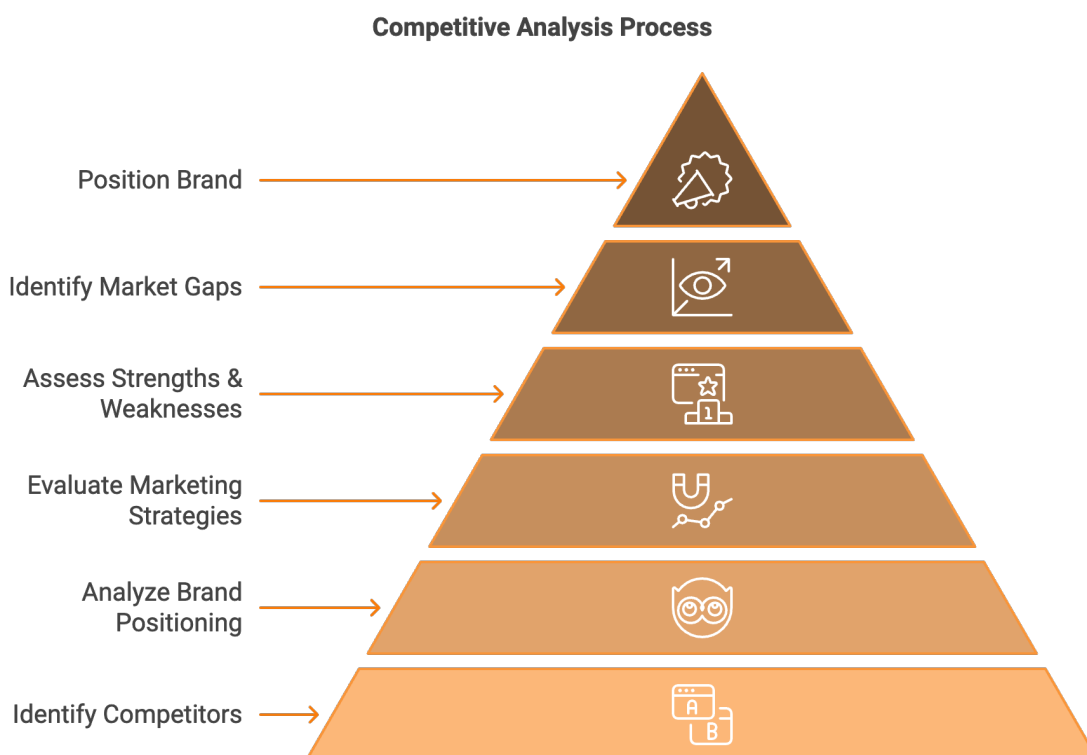 Competitive Analysis Process
Position Brand
Identify Market Gaps
Assess Strengths &
Weaknesses
1
Evaluate Marketing
Strategies
Analyze Brand
Positioning
Identify Competitors
A
B